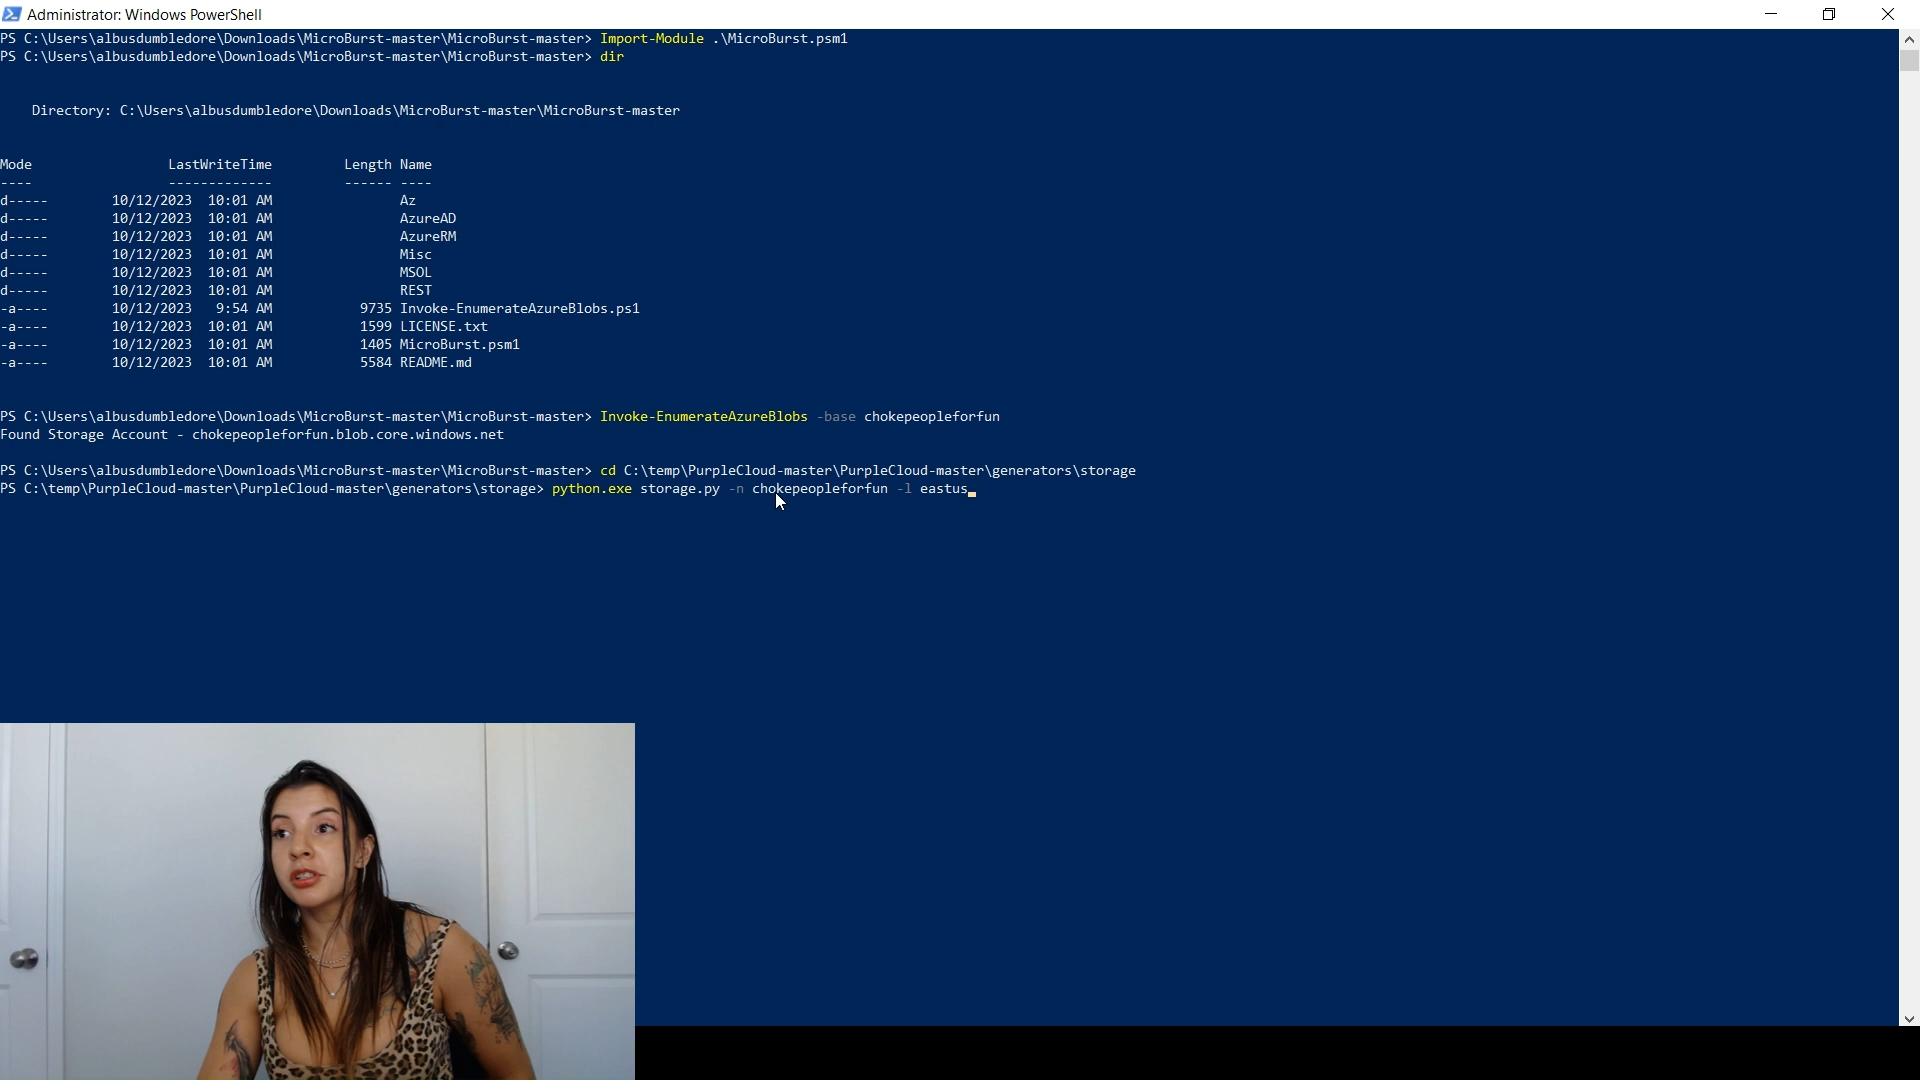 Administrator: Windows PowerShell
PS C:\Users\albusdumbledore\Downloads\MicroBurst-master\MicroBurst-master> Import-Module .\MicroBurst.psm1
PS C:\Users\albusdumbledore\Downloads\MicroBurst-master\MicroBurst-master> dir
Directory: C:\Users\albusdumbledore\Downloads\MicroBurst-master\MicroBurst-master
Mode LastWriteTime Length Name
---- ------------- ------ ----
d----- 10/12/2023 10:01 AM Az
d----- 10/12/2023 10:01 AM AzureAD
d----- 10/12/2023 10:01 AM AzureRM
d----- 10/12/2023 10:01 AM Misc
d----- 10/12/2023 10:01 AM MSOL
d----- 10/12/2023 10:01 AM REST
-a---- 10/12/2023 9:54 AM 9735 Invoke-EnumerateAzureBlobs.ps1
-a---- 10/12/2023 10:01 AM 1599 LICENSE.txt
-a---- 10/12/2023 10:01 AM 1405 MicroBurst.psm1
-a---- 10/12/2023 10:01 AM 5584 README.md
PS C:\Users\albusdumbledore\Downloads\MicroBurst-master\MicroBurst-master> Invoke-EnumerateAzureBlobs -base chokepeopleforfun
Found Storage Account - chokepeopleforfun.blob.core.windows.net
PS C:\Users\albusdumbledore\Downloads\MicroBurst-master\MicroBurst-master> cd C:\temp\PurpleCloud-master\PurpleCloud-master\generators\storage
PS C:\temp\PurpleCloud-master\PurpleCloud-master\generators\storage> python.exe storage.py -n chokepeopleforfun -l eastus